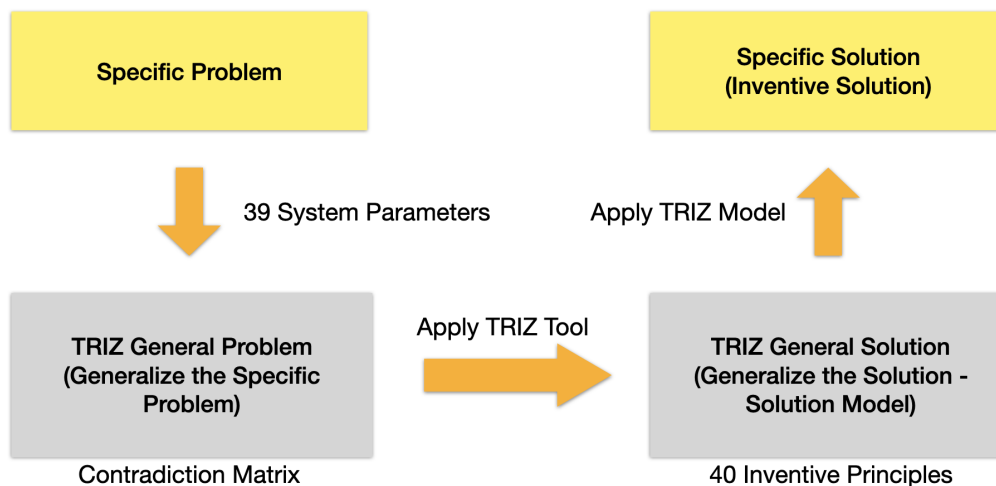 Specific Problem
Specific Solution
(Inventive Solution)
39 System Parameters
Apply TRIZ Model
TRIZ General Problem
(Generalize the Specific
Problem)
Apply TRIZ Tool
TRIZ General Solution
(Generalize the Solution -
Solution Model)
Contradiction Matrix
40 Inventive Principles